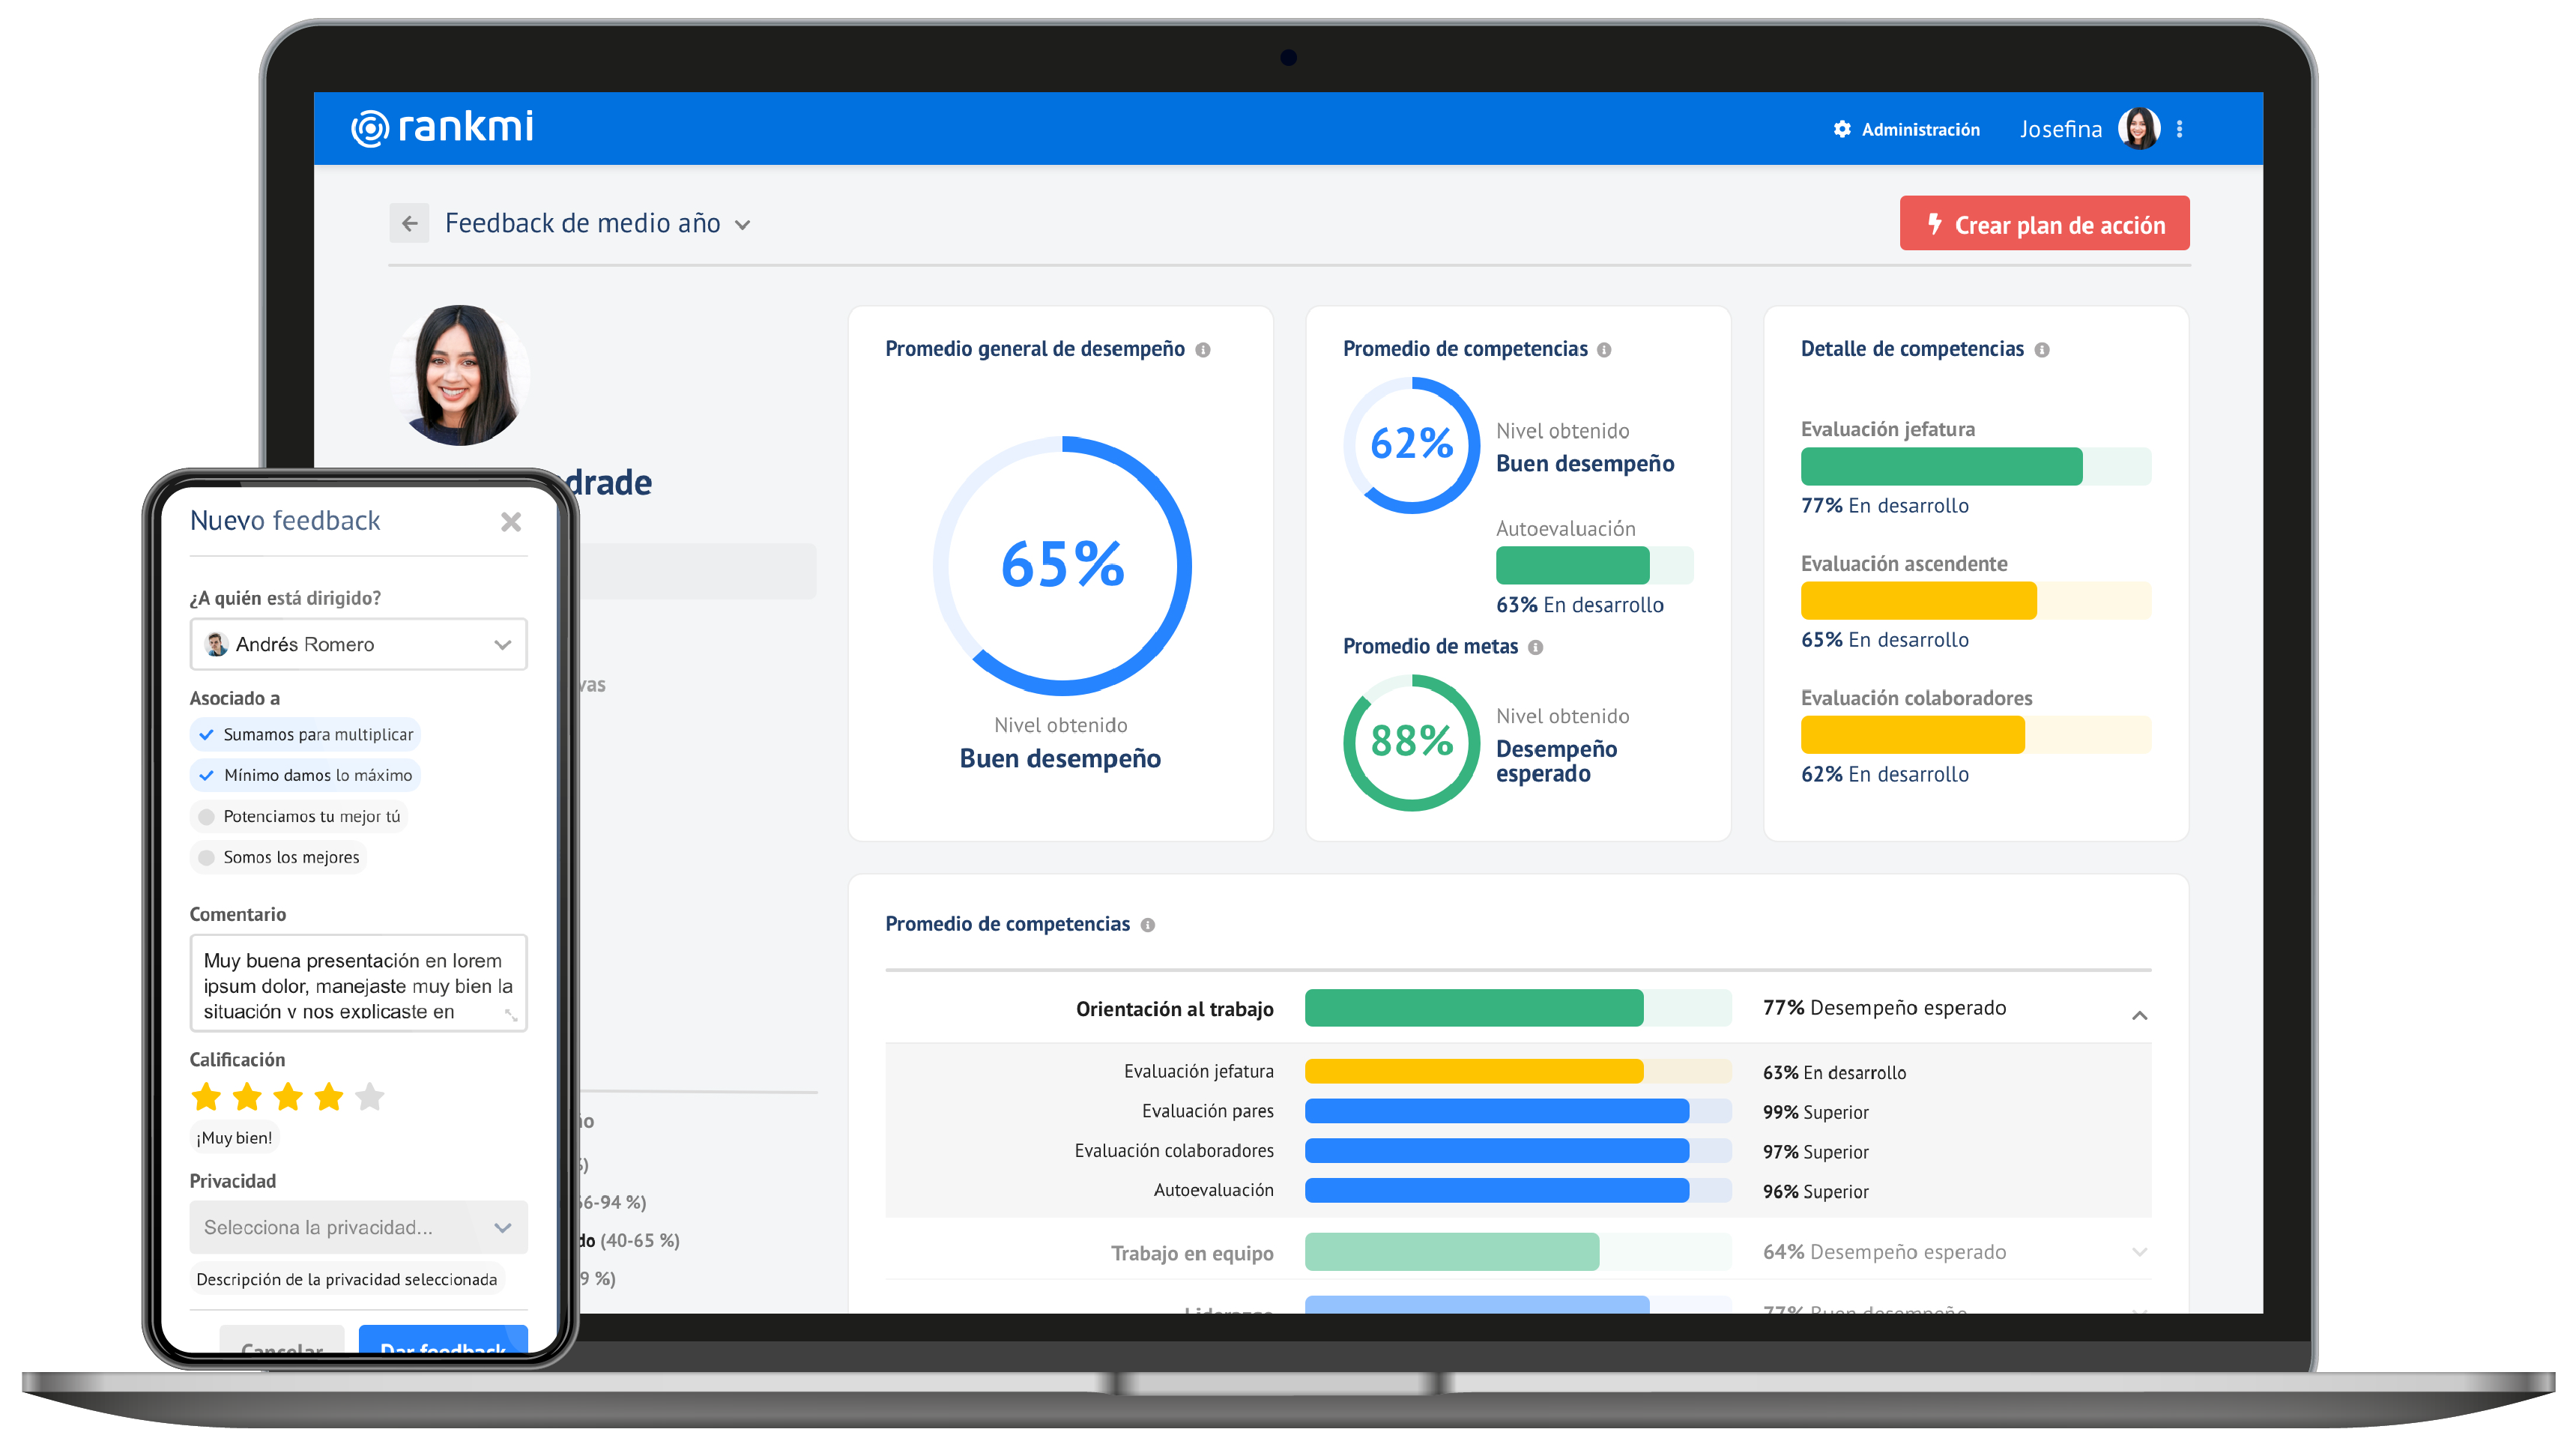 rankmi
Administración
Josefina
Feedback de medio año
Crear plan de acción
drade
vas
Promedio general de desempeño
65%
Nivel obtenido
Buen desempeño
Promedio de competencias
62%
Nivel obtenido
Buen desempeño
Autoevaluación
63% En desarrollo
Promedio de metas
88%
Nivel obtenido
Desempeño
esperado
Detalle de competencias
Evaluación jefatura
77% En desarrollo
Evaluación ascendente
65% En desarrollo
Evaluación colaboradores
62% En desarrollo
Promedio de competencias
Orientación al trabajo
77% Desempeño esperado
Evaluación jefatura
63% En desarrollo
Evaluación pares
99% Superior
Evaluación colaboradores
97% Superior
Autoevaluación
96% Superior
Trabajo en equipo
64% Desempeño esperado
Liderazgo
77% Buen desempeño
6-94 %)
do (40-65 %)
9 %)
Nuevo feedback
¿A quién está dirigido?
Andrés Romero
Asociado a
Sumamos para multiplicar
Mínimo damos lo máximo
Potenciamos tu mejor tú
Somos los mejores
Comentario
Muy buena presentación en lorem
ipsum dolor, manejaste muy bien la
situación y nos explicaste en
Calificación
¡Muy bien!
Privacidad
Selecciona la privacidad...
Descripción de la privacidad seleccionada
Cancelar
Dar feedback